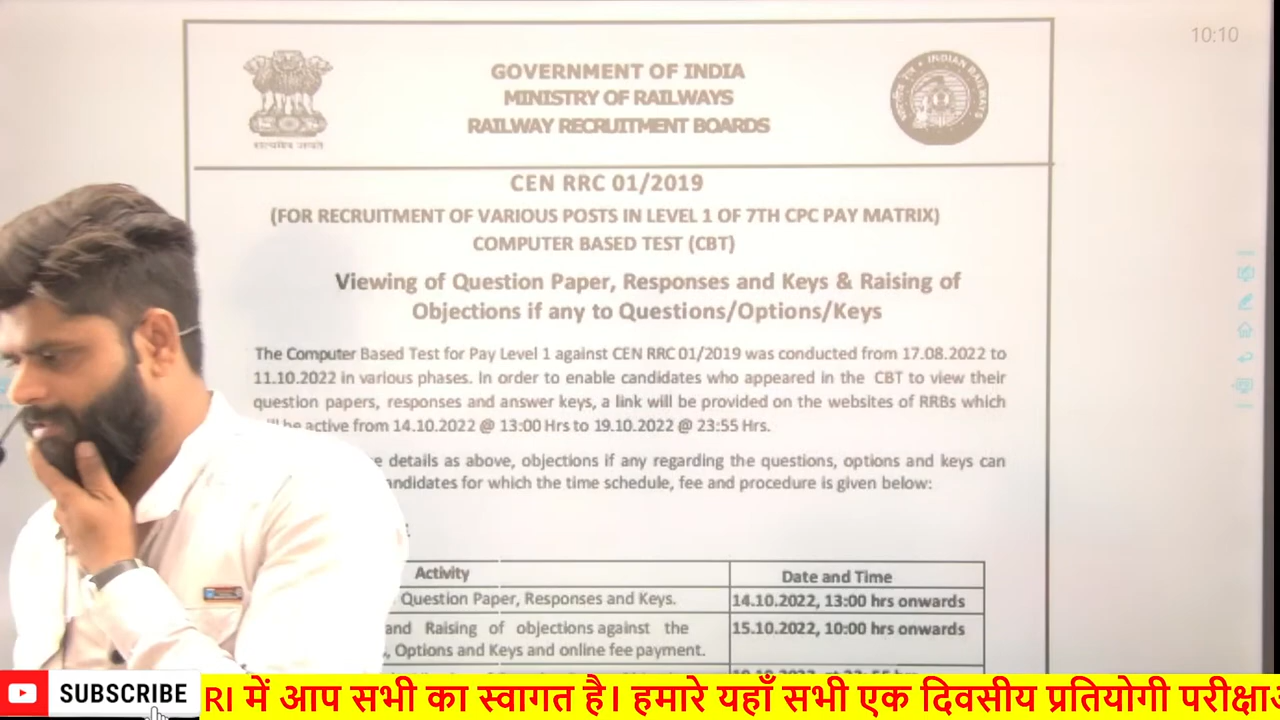 10:10
GOVERNMENT OF INDIA
MINISTRY OF RAILWAYS
RAILWAY RECRUITMENT BOARDS
सत्यमेव जयते
INDIAN RAILWAYS
CEN RRC 01/2019
(FOR RECRUITMENT OF VARIOUS POSTS IN LEVEL 1 OF 7TH CPC PAY MATRIX)
COMPUTER BASED TEST (CBT)
Viewing of Question Paper, Responses and Keys & Raising of
Objections if any to Questions/Options/Keys
The Computer Based Test for Pay Level 1 against CEN RRC 01/2019 was conducted from 17.08.2022 to
11.10.2022 in various phases. In order to enable candidates who appeared in the CBT to view their
question papers, responses and answer keys, a link will be provided on the websites of RRBs which
be active from 14.10.2022 @ 13:00 Hrs to 19.10.2022 @ 23:55 Hrs.
details as above, objections if any regarding the questions, options and keys can
for which the time schedule, fee and procedure is given below:
Activity Date and Time
Question Paper, Responses and Keys. 14.10.2022, 13:00 hrs onwards
and Raising of objections against the 15.10.2022, 10:00 hrs onwards
, Options and Keys and online fee payment.
SUBSCRIBE
RI में आप सभी का स्वागत है। हमारे यहाँ सभी एक दिवसीय प्रतियोगी